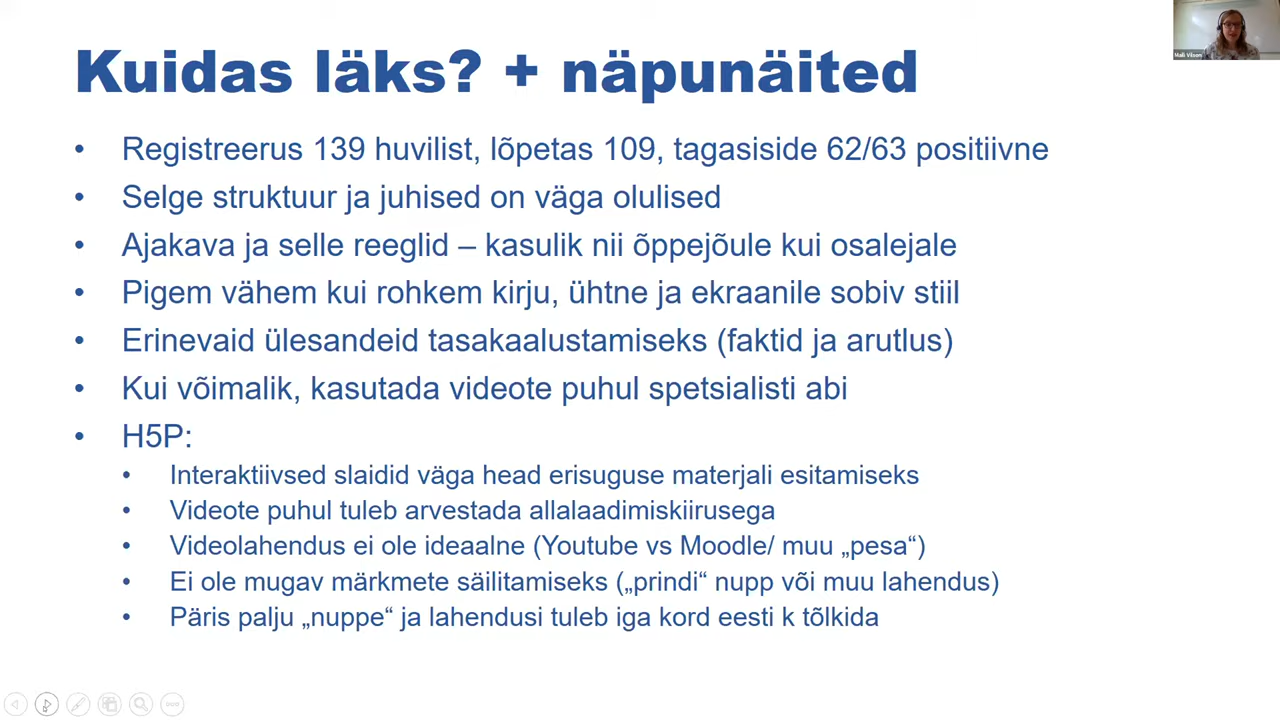 Kuidas läks? + näpunäited
• Registreerus 139 huvilist, lõpetas 109, tagasiside 62/63 positiivne
• Selge struktuur ja juhised on väga olulised
• Ajakava ja selle reeglid – kasulik nii õppejõule kui osalejale
• Pigem vähem kui rohkem kirju, ühtne ja ekraanile sobiv stiil
• Erinevaid ülesandeid tasakaalustamiseks (faktid ja arutlus)
• Kui võimalik, kasutada videote puhul spetsialisti abi
• H5P:
• Interaktiivsed slaidid väga head erisuguse materjali esitamiseks
• Videote puhul tuleb arvestada allalaadimiskiirusega
• Videolahendus ei ole ideaalne (Youtube vs Moodle/ muu „pesa“)
• Ei ole mugav märkmete säilitamiseks („prindi“ nupp või muu lahendus)
• Päris palju „nuppe“ ja lahendusi tuleb iga kord eesti k tõlkida